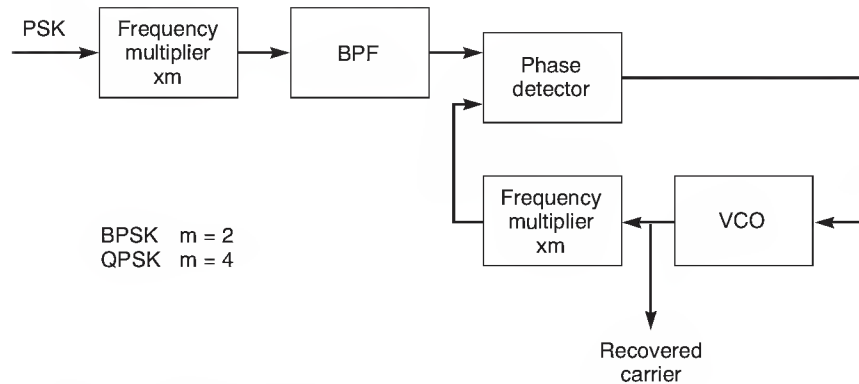 PSK
Frequency
multiplier
xm
BPF
Phase
detector
Frequency
multiplier
xm
VCO
BPSK m = 2
QPSK m = 4
Recovered
carrier